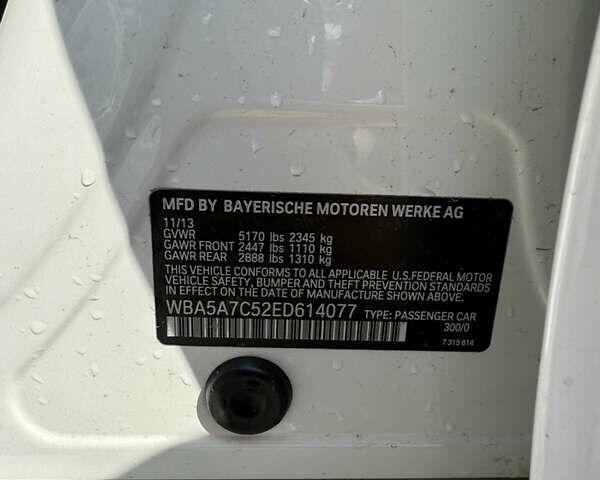 MFD BY BAYERISCHE MOTOREN WERKE AG
11/13
GVWR 5170 lbs 2345 kg
GAWR FRONT 2447 lbs 1110 kg
GAWR REAR 2888 lbs 1310 kg
THIS VEHICLE CONFORMS TO ALL APPLICABLE U.S.FEDERAL MOTOR
VEHICLE SAFETY, BUMPER AND THEFT PREVENTION STANDARDS
IN EFFECT ON THE DATE OF MANUFACTURE SHOWN ABOVE.
WBA5A7C52ED614077 TYPE: PASSENGER CAR
300/0
7 315 814